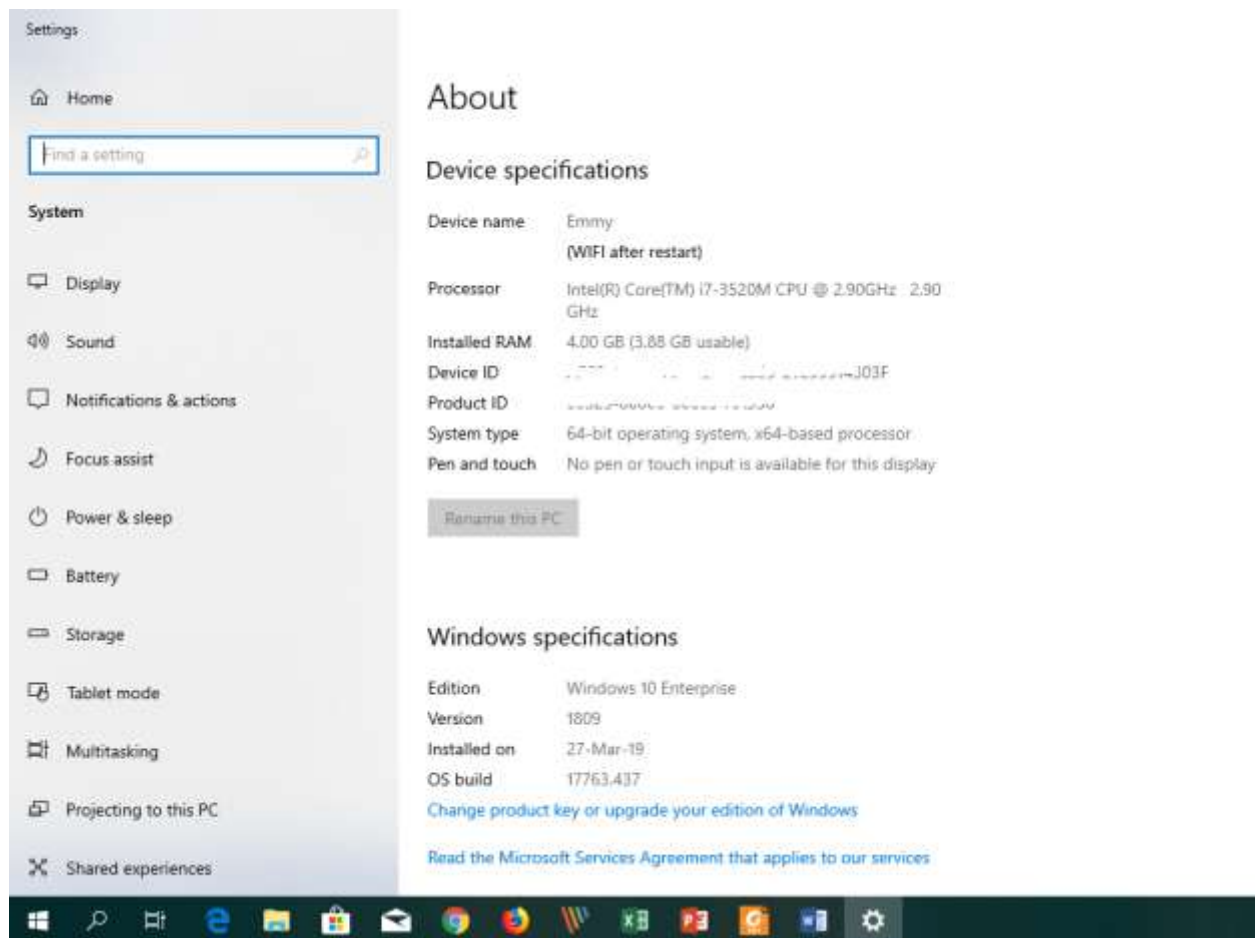 Settings
Home
Find a setting
System
Display
Sound
Notifications & actions
Focus assist
Power & sleep
Battery
Storage
Tablet mode
Multitasking
Projecting to this PC
Shared experiences
About
Device specifications
Device name Emmy
(WIFI after restart)
Processor Intel(R) Core(TM) i7-3520M CPU @ 2.90GHz 2.90
GHz
Installed RAM 4.00 GB (3.88 GB usable)
Device ID
Product ID
System type 64-bit operating system, x64-based processor
Pen and touch No pen or touch input is available for this display
Rename this PC
Windows specifications
Edition Windows 10 Enterprise
Version 1809
Installed on 27-Mar-19
OS build 17763.437
Change product key or upgrade your edition of Windows
Read the Microsoft Services Agreement that applies to our services